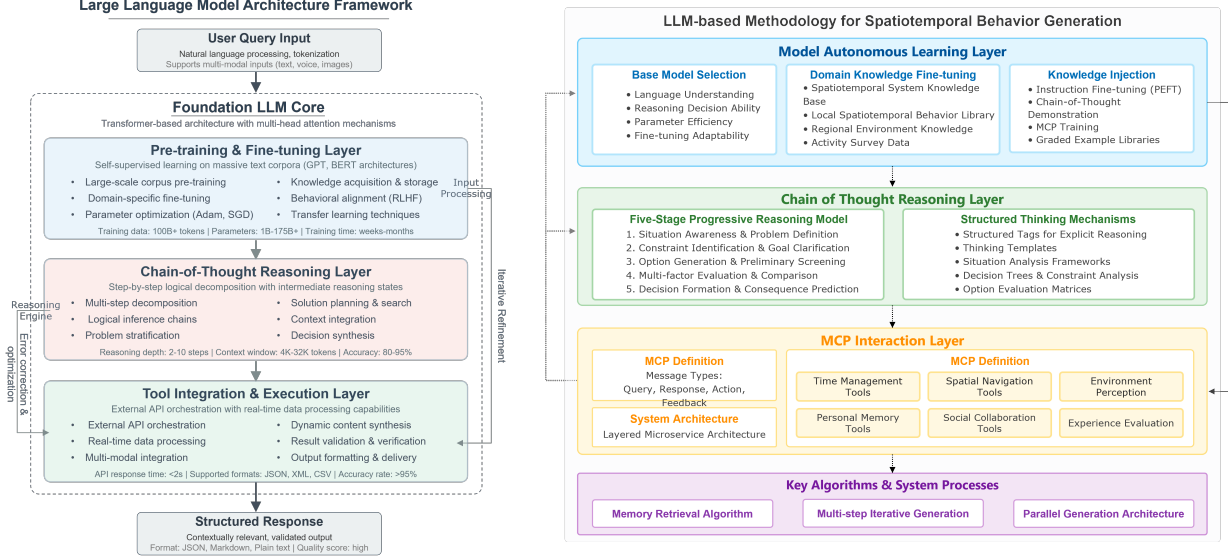 Large Language Model Architecture Framework
User Query Input
Natural language processing, tokenization
Supports multi-modal inputs (text, voice, images)
Foundation LLM Core
Transformer-based architecture with multi-head attention mechanisms
Pre-training & Fine-tuning Layer
Self-supervised learning on massive text corpora (GPT, BERT architectures)
• Large-scale corpus pre-training
• Domain-specific fine-tuning
• Parameter optimization (Adam, SGD)
• Knowledge acquisition & storage
• Behavioral alignment (RLHF)
• Transfer learning techniques
Training data: 100B+ tokens | Parameters: 1B-175B+ | Training time: weeks-months
Input
Processing
Chain-of-Thought Reasoning Layer
Step-by-step logical decomposition with intermediate reasoning states
• Multi-step decomposition
• Logical inference chains
• Problem stratification
• Solution planning & search
• Context integration
• Decision synthesis
Reasoning depth: 2-10 steps | Context window: 4K-32K tokens | Accuracy: 80-95%
Reasoning
Engine
Error correction &
optimization
Iterative Refinement
Tool Integration & Execution Layer
External API orchestration with real-time data processing capabilities
• External API orchestration
• Real-time data processing
• Multi-modal integration
• Dynamic content synthesis
• Result validation & verification
• Output formatting & delivery
API response time: <2s | Supported formats: JSON, XML, CSV | Accuracy rate: >95%
Structured Response
Contextually relevant, validated output
Format: JSON, Markdown, Plain text | Quality score: high
LLM-based Methodology for Spatiotemporal Behavior Generation
Model Autonomous Learning Layer
Base Model Selection
• Language Understanding
• Reasoning Decision Ability
• Parameter Efficiency
• Fine-tuning Adaptability
Domain Knowledge Fine-tuning
• Spatiotemporal System Knowledge
Base
• Local Spatiotemporal Behavior Library
• Regional Environment Knowledge
• Activity Survey Data
Knowledge Injection
• Instruction Fine-tuning (PEFT)
• Chain-of-Thought
Demonstration
• MCP Training
• Graded Example Libraries
Chain of Thought Reasoning Layer
Five-Stage Progressive Reasoning Model
1. Situation Awareness & Problem Definition
2. Constraint Identification & Goal Clarification
3. Option Generation & Preliminary Screening
4. Multi-factor Evaluation & Comparison
5. Decision Formation & Consequence Prediction
Structured Thinking Mechanisms
• Structured Tags for Explicit Reasoning
• Thinking Templates
• Situation Analysis Frameworks
• Decision Trees & Constraint Analysis
• Option Evaluation Matrices
MCP Interaction Layer
MCP Definition
Message Types:
Query, Response, Action,
Feedback
System Architecture
Layered Microservice Architecture
MCP Definition
Time Management
Tools
Spatial Navigation
Tools
Environment
Perception
Personal Memory
Tools
Social Collaboration
Tools
Experience Evaluation
Key Algorithms & System Processes
Memory Retrieval Algorithm
Multi-step Iterative Generation
Parallel Generation Architecture